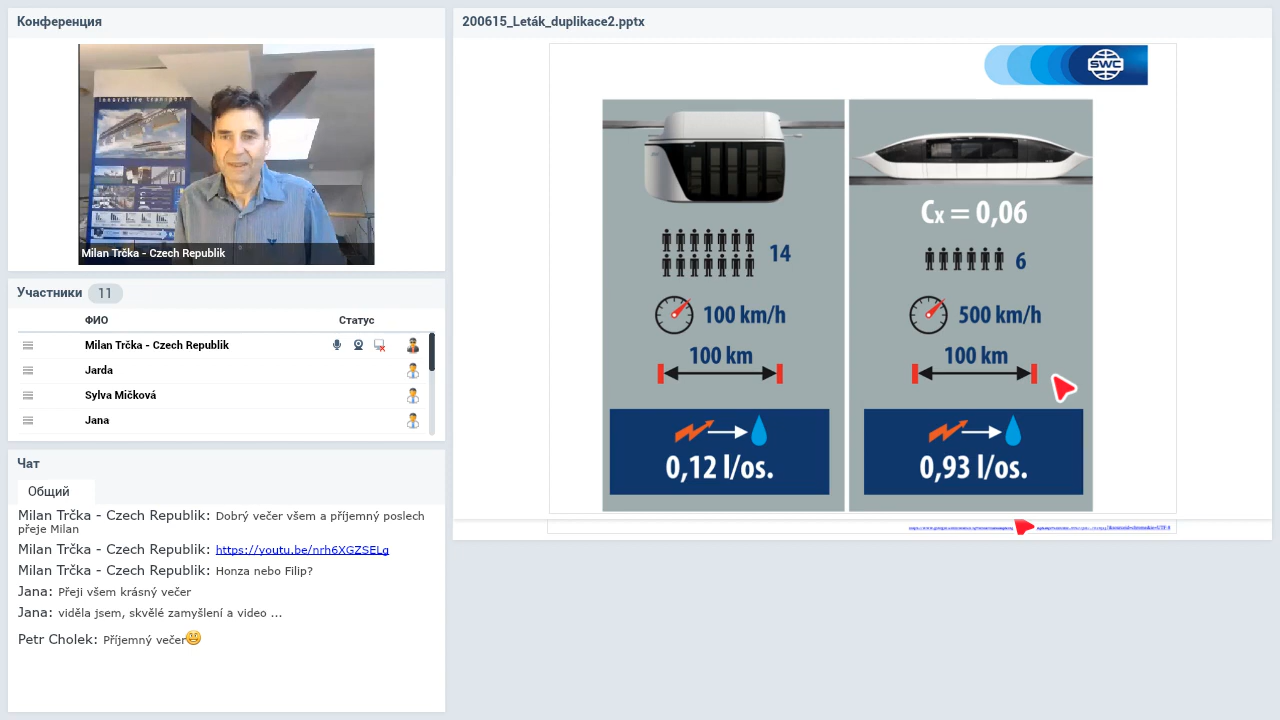 Конференция
innovative transport
Milan Trčka - Czech Republik
Участники 11
ФИО Статус
Milan Trčka - Czech Republik
Jarda
Sylva Mičková
Jana
Чат
Общий
Milan Trčka - Czech Republik: Dobrý večer všem a příjemný poslech
přeje Milan
Milan Trčka - Czech Republik: https://youtu.be/nrh6XGZSELg
Milan Trčka - Czech Republik: Honza nebo Filip?
Jana: Přeji všem krásný večer
Jana: viděla jsem, skvělé zamyšlení a video ...
Petr Cholek: Příjemný večer
200615_Leták_duplikace2.pptx
SWC
14
100 km/h
100 km
0,12 l/os.
Cx = 0,06
6
500 km/h
100 km
0,93 l/os.